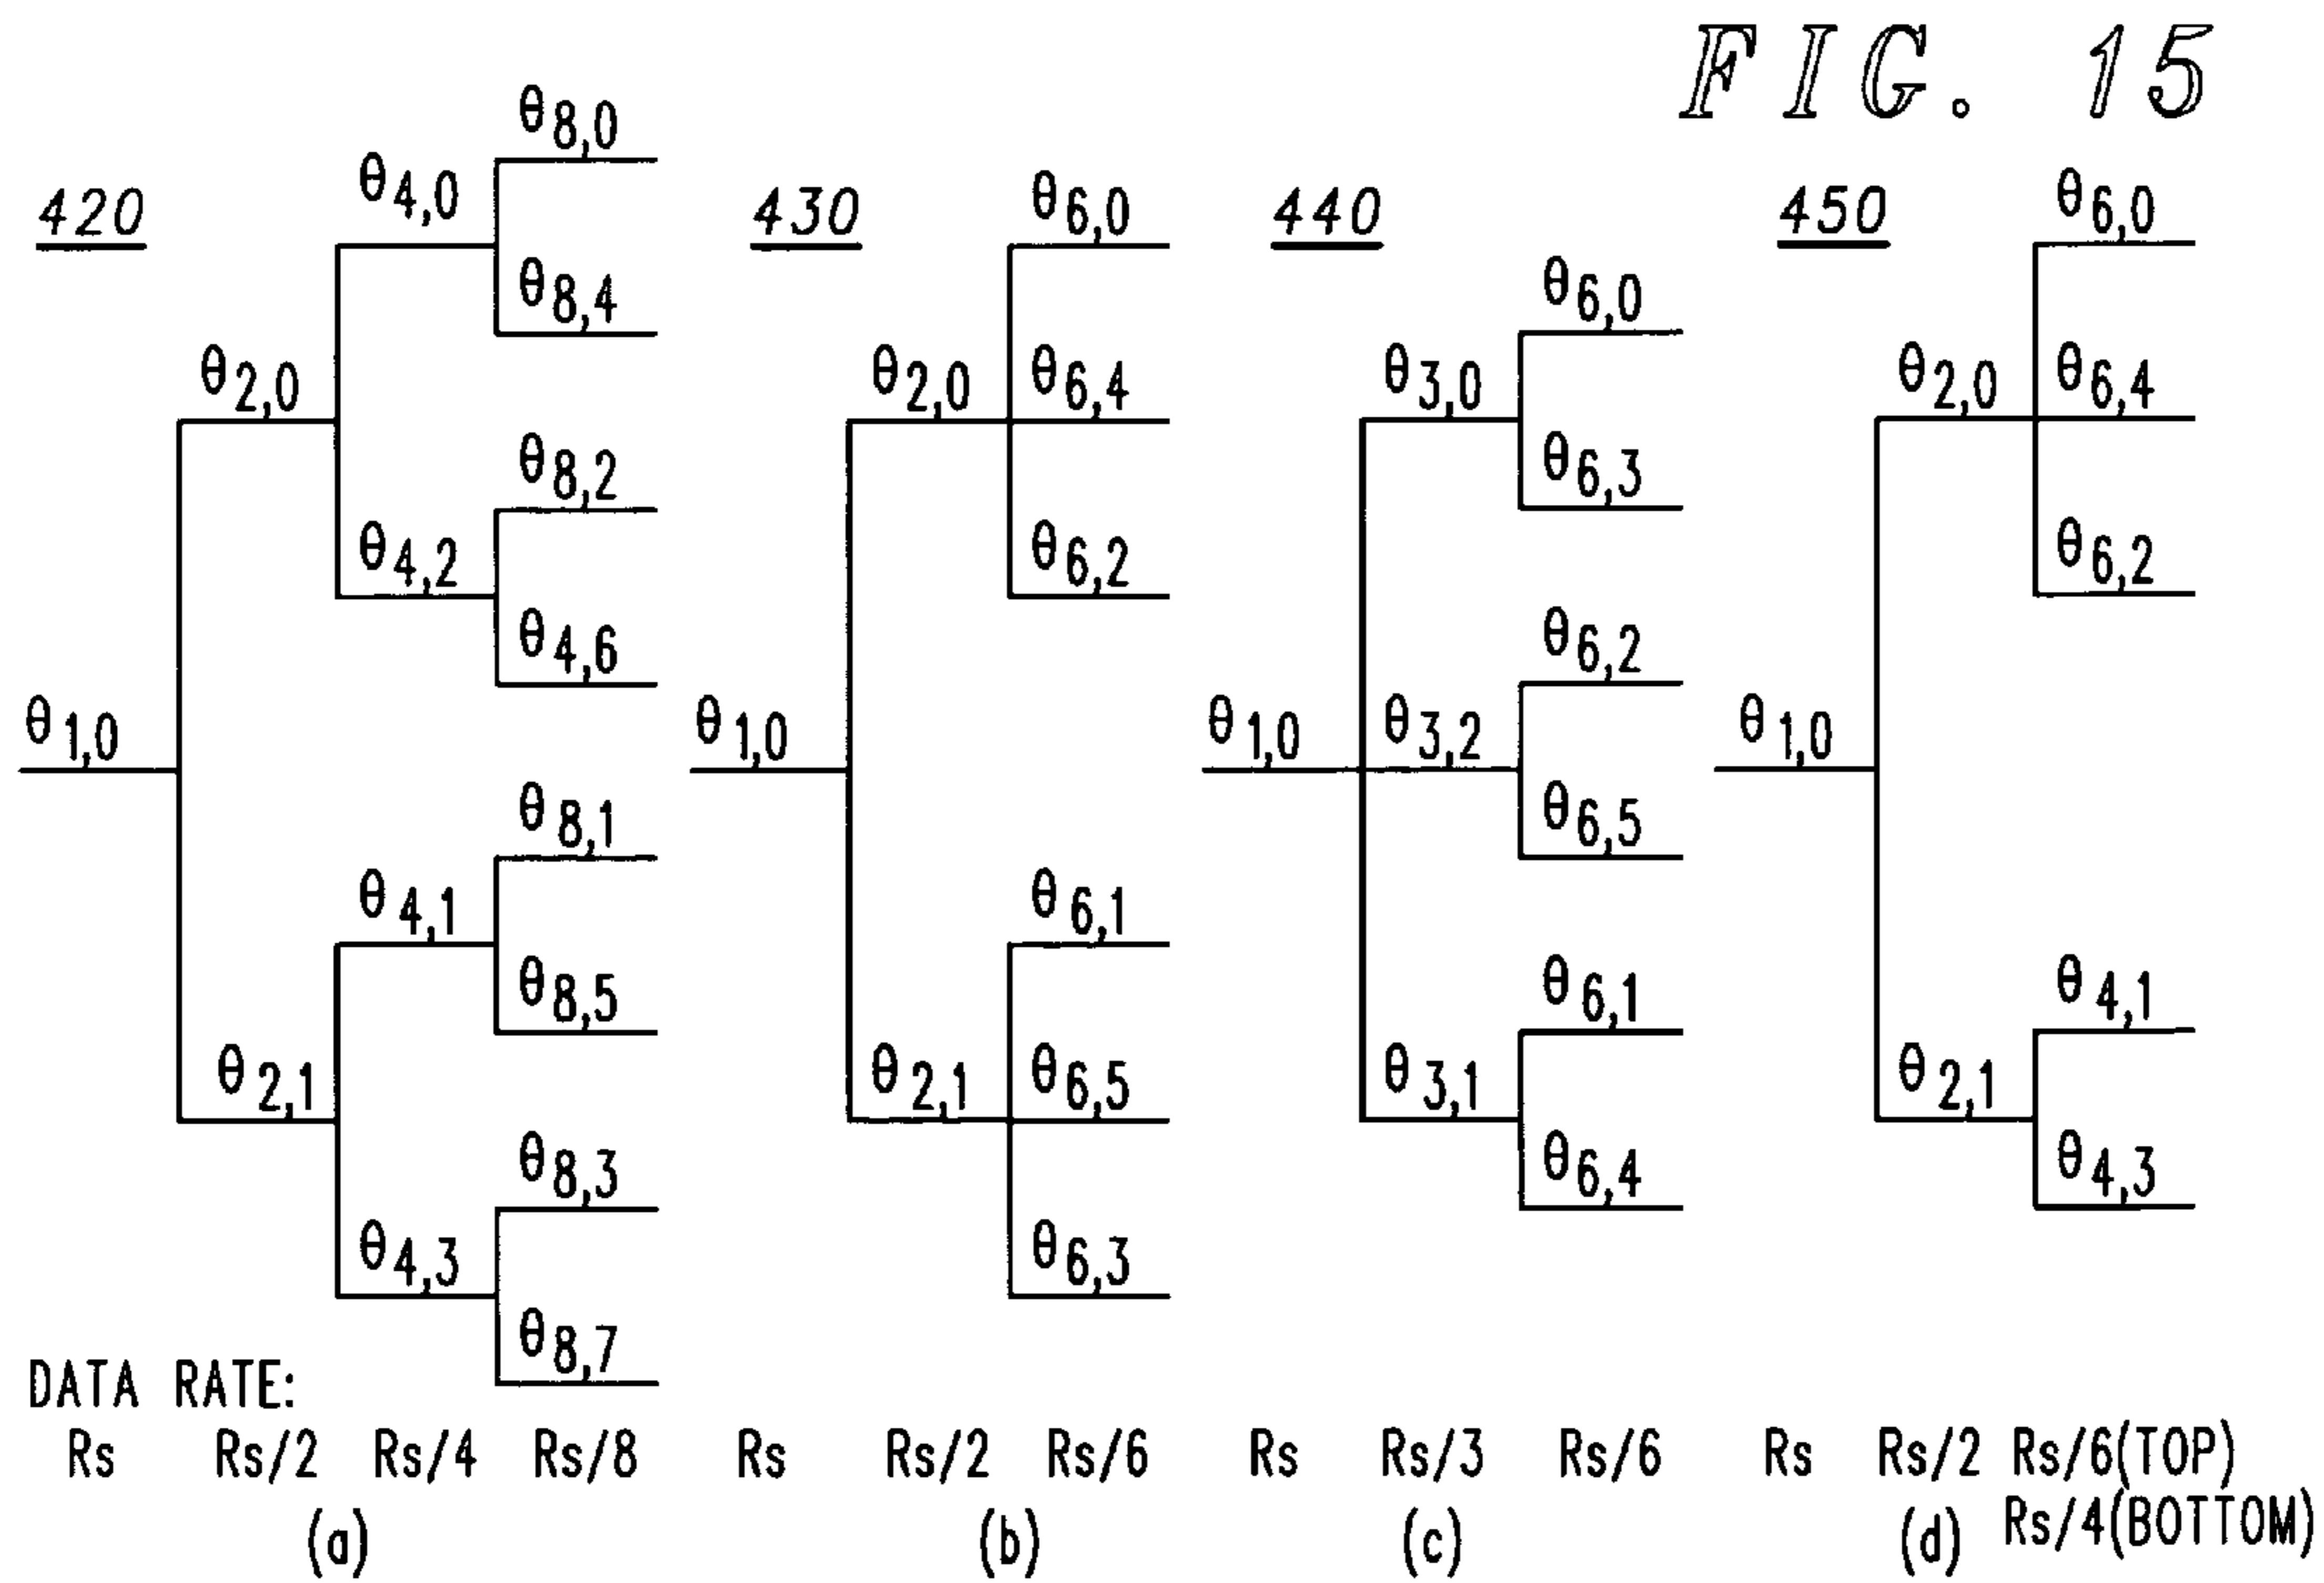 FIG. 15
420
θ1,0
θ2,0
θ2,1
θ4,0
θ4,2
θ4,1
θ4,3
θ8,0
θ8,4
θ8,2
θ4,6
θ8,1
θ8,5
θ8,3
θ8,7
430
θ1,0
θ2,0
θ2,1
θ6,0
θ6,4
θ6,2
θ6,1
θ6,5
θ6,3
440
θ1,0
θ3,0
θ3,2
θ3,1
θ6,0
θ6,3
θ6,2
θ6,5
θ6,1
θ6,4
450
θ1,0
θ2,0
θ2,1
θ6,0
θ6,4
θ6,2
θ4,1
θ4,3
DATA RATE:
Rs Rs/2 Rs/4 Rs/8
(a)
Rs Rs/2 Rs/6
(b)
Rs Rs/3 Rs/6
(c)
Rs Rs/2 Rs/6(TOP)
Rs/4(BOTTOM)
(d)